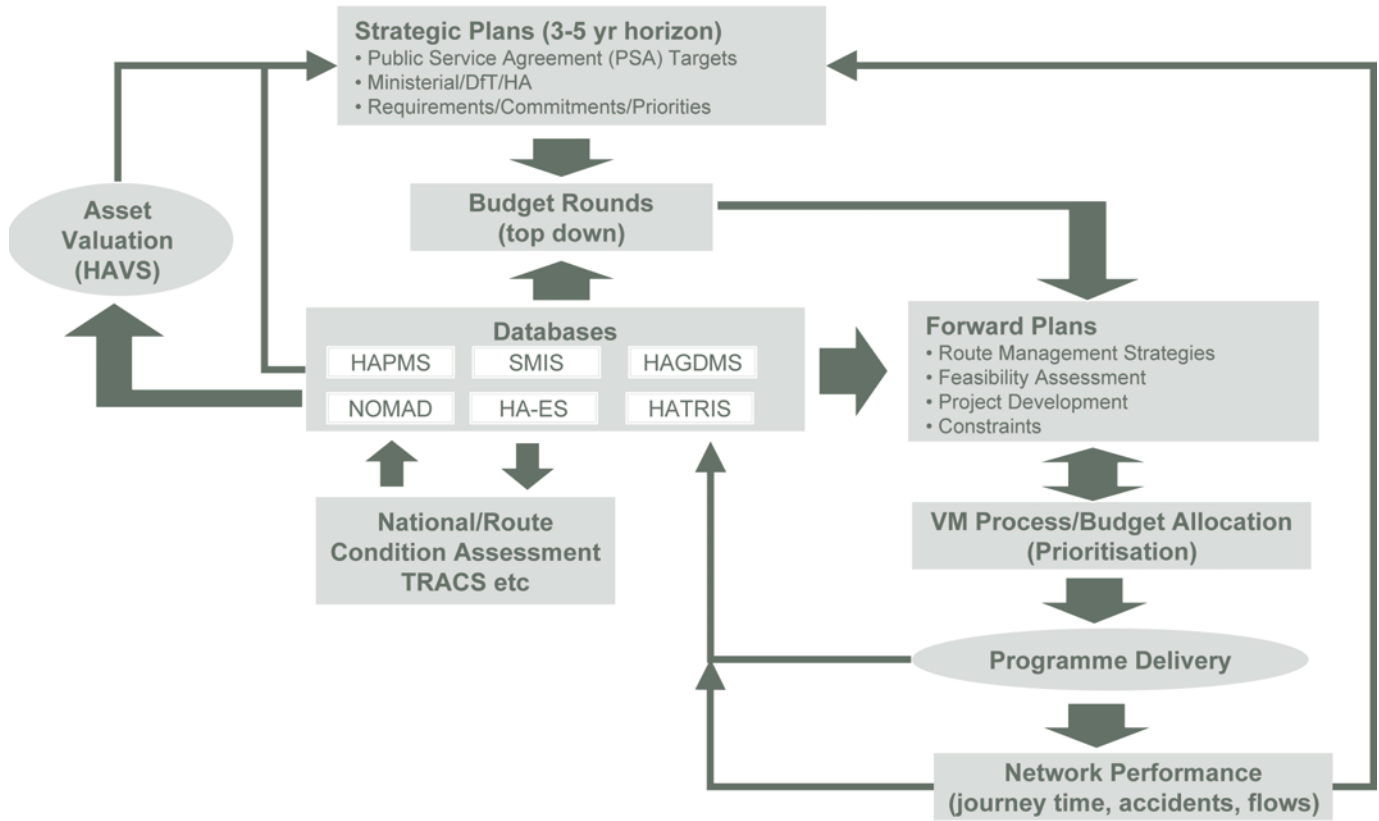 Strategic Plans (3-5 yr horizon)
• Public Service Agreement (PSA) Targets
• Ministerial/DfT/HA
• Requirements/Commitments/Priorities
Asset
Valuation
(HAVS)
Budget Rounds
(top down)
Databases
HAPMS
SMIS
HAGDMS
NOMAD
HA-ES
HATRIS
Forward Plans
• Route Management Strategies
• Feasibility Assessment
• Project Development
• Constraints
National/Route
Condition Assessment
TRACS etc
VM Process/Budget Allocation
(Prioritisation)
Programme Delivery
Network Performance
(journey time, accidents, flows)